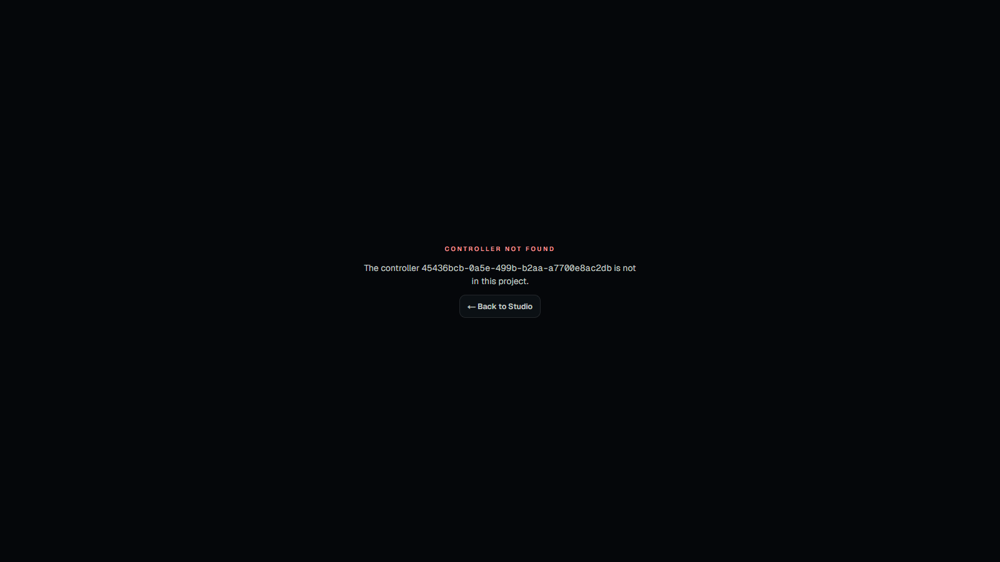 CONTROLLER NOT FOUND
The controller 45436bcb-0a5e-499b-b2aa-a7700e8ac2db is not
in this project.
← Back to Studio